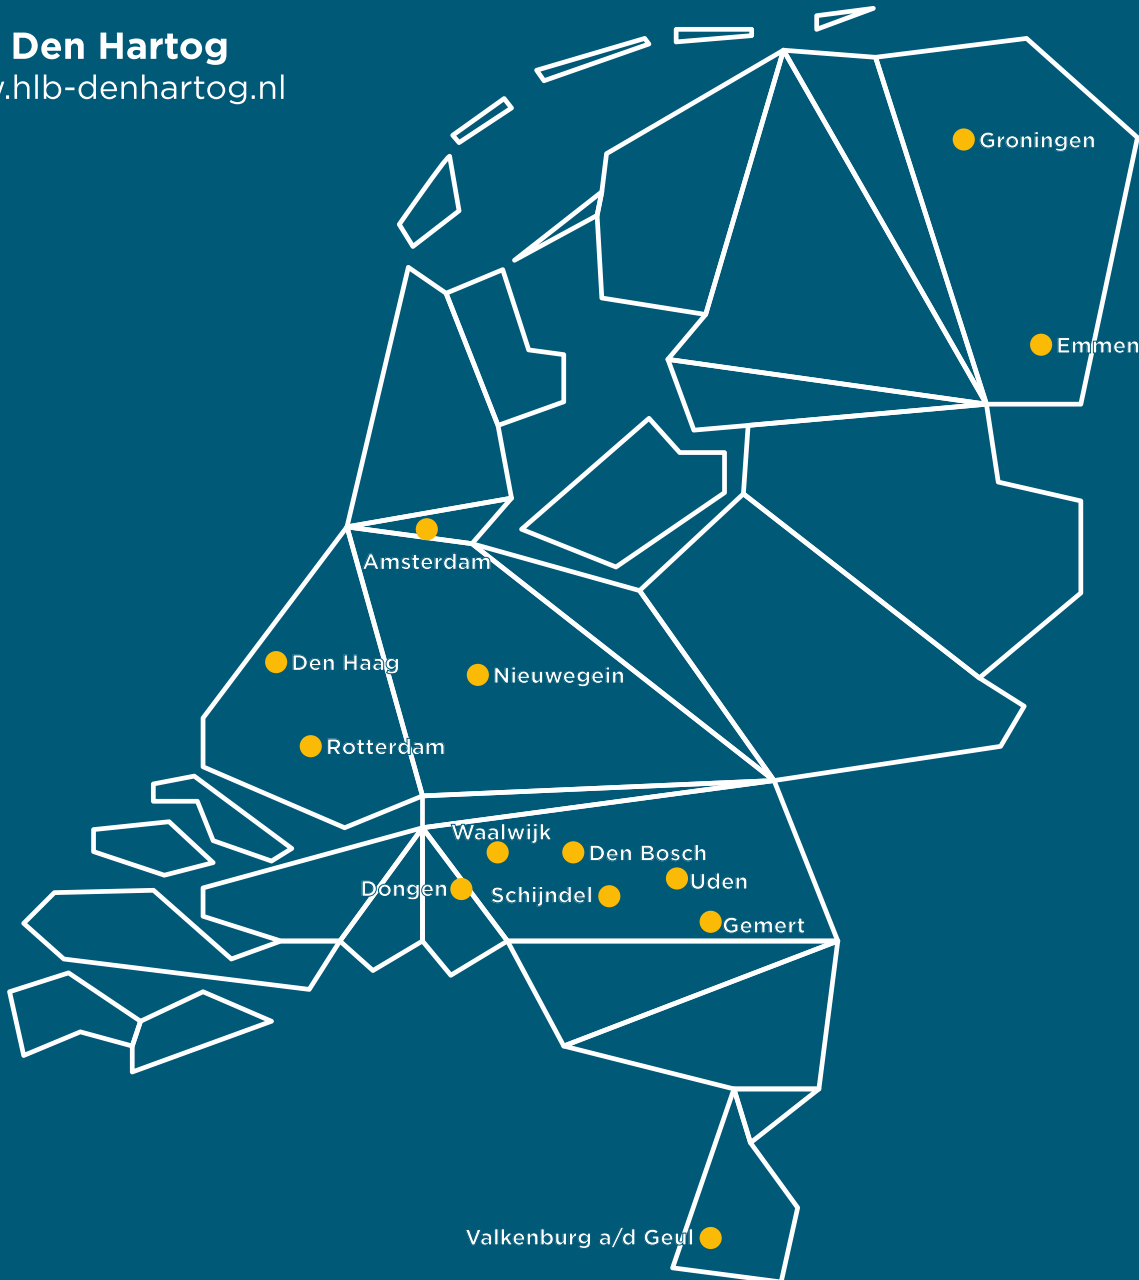 Den Hartog
.hlb-denhartog.nl
Groningen
Emmen
Amsterdam
Den Haag
Nieuwegein
Rotterdam
Waalwijk
Den Bosch
Dongen
Schijndel
Uden
Gemert
Valkenburg a/d Geul